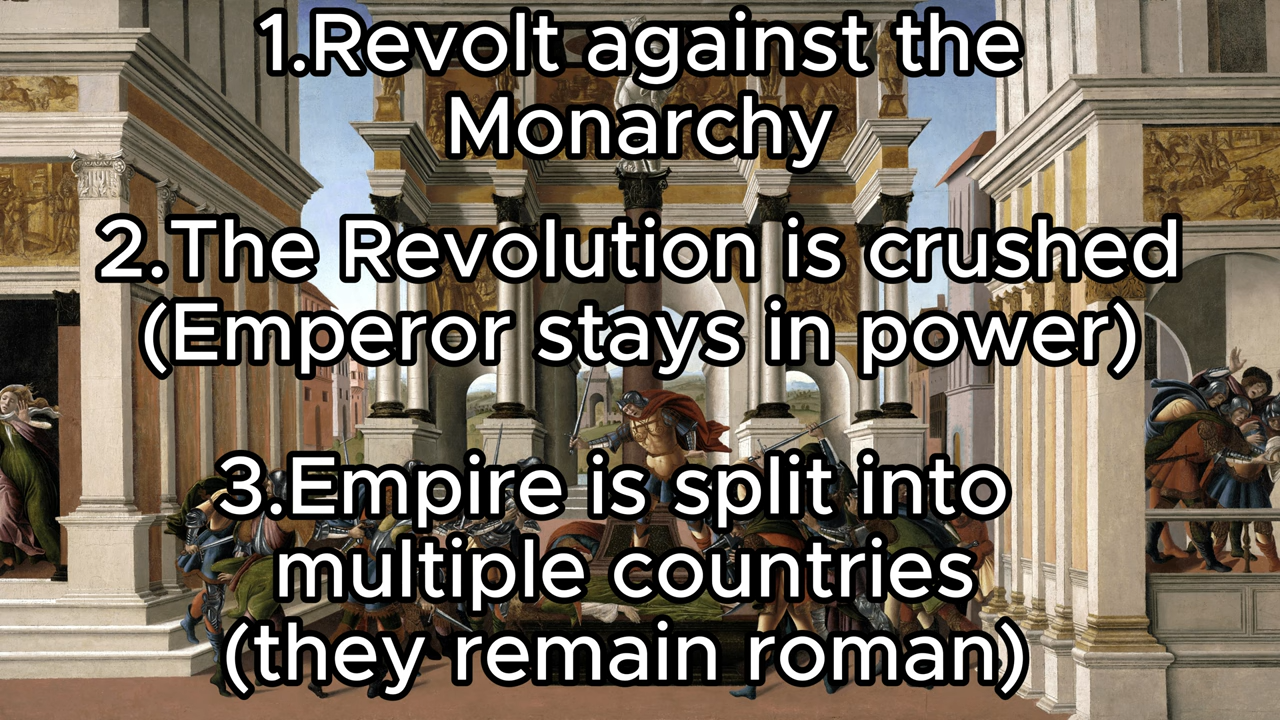 1.Revolt against the
Monarchy
2.The Revolution is crushed
(Emperor stays in power)
3.Empire is split into
multiple countries
(they remain roman)